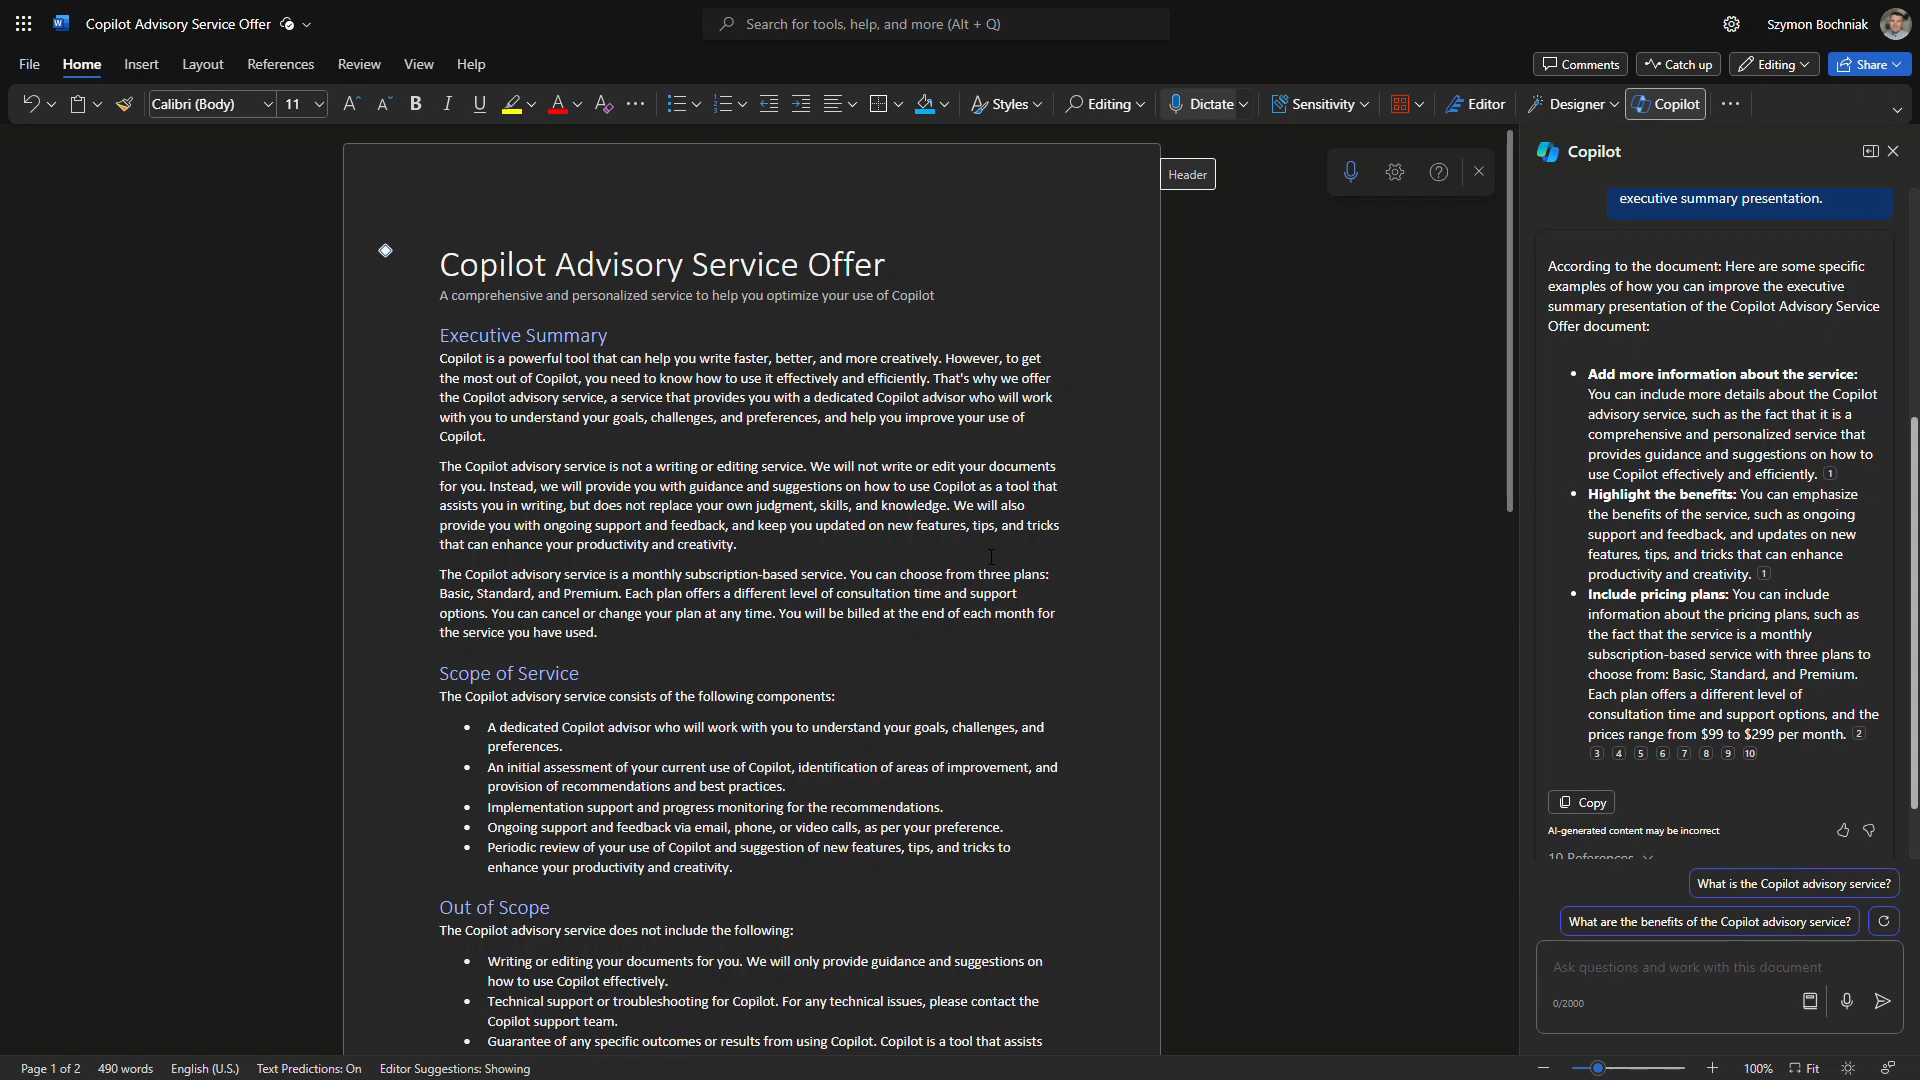 Copilot Advisory Service Offer
Search for tools, help, and more (Alt + Q)
Szymon Bochniak
File Home Insert Layout References Review View Help
Comments Catch up Editing Share
Calibri (Body) 11 A A B I U A A Styles Editing Dictate Sensitivity Editor Designer Copilot
Header
Copilot Advisory Service Offer
A comprehensive and personalized service to help you optimize your use of Copilot
Executive Summary
Copilot is a powerful tool that can help you write faster, better, and more creatively. However, to get
the most out of Copilot, you need to know how to use it effectively and efficiently. That's why we offer
the Copilot advisory service, a service that provides you with a dedicated Copilot advisor who will work
with you to understand your goals, challenges, and preferences, and help you improve your use of
Copilot.
The Copilot advisory service is not a writing or editing service. We will not write or edit your documents
for you. Instead, we will provide you with guidance and suggestions on how to use Copilot as a tool that
assists you in writing, but does not replace your own judgment, skills, and knowledge. We will also
provide you with ongoing support and feedback, and keep you updated on new features, tips, and tricks
that can enhance your productivity and creativity.
The Copilot advisory service is a monthly subscription-based service. You can choose from three plans:
Basic, Standard, and Premium. Each plan offers a different level of consultation time and support
options. You can cancel or change your plan at any time. You will be billed at the end of each month for
the service you have used.
Scope of Service
The Copilot advisory service consists of the following components:
• A dedicated Copilot advisor who will work with you to understand your goals, challenges, and
preferences.
• An initial assessment of your current use of Copilot, identification of areas of improvement, and
provision of recommendations and best practices.
• Implementation support and progress monitoring for the recommendations.
• Ongoing support and feedback via email, phone, or video calls, as per your preference.
• Periodic review of your use of Copilot and suggestion of new features, tips, and tricks to
enhance your productivity and creativity.
Out of Scope
The Copilot advisory service does not include the following:
• Writing or editing your documents for you. We will only provide guidance and suggestions on
how to use Copilot effectively.
• Technical support or troubleshooting for Copilot. For any technical issues, please contact the
Copilot support team.
• Guarantee of any specific outcomes or results from using Copilot. Copilot is a tool that assists
Copilot
executive summary presentation.
According to the document: Here are some specific
examples of how you can improve the executive
summary presentation of the Copilot Advisory Service
Offer document:
• Add more information about the service:
You can include more details about the Copilot
advisory service, such as the fact that it is a
comprehensive and personalized service that
provides guidance and suggestions on how to
use Copilot effectively and efficiently. 1
• Highlight the benefits: You can emphasize
the benefits of the service, such as ongoing
support and feedback, and updates on new
features, tips, and tricks that can enhance
productivity and creativity. 1
• Include pricing plans: You can include
information about the pricing plans, such as
the fact that the service is a monthly
subscription-based service with three plans to
choose from: Basic, Standard, and Premium.
Each plan offers a different level of
consultation time and support options, and the
prices range from $99 to $299 per month. 2
3 4 5 6 7 8 9 10
Copy
AI-generated content may be incorrect
10 References
What is the Copilot advisory service?
What are the benefits of the Copilot advisory service?
Ask questions and work with this document
0/2000
Page 1 of 2 490 words English (U.S.) Text Predictions: On Editor Suggestions: Showing
100% Fit